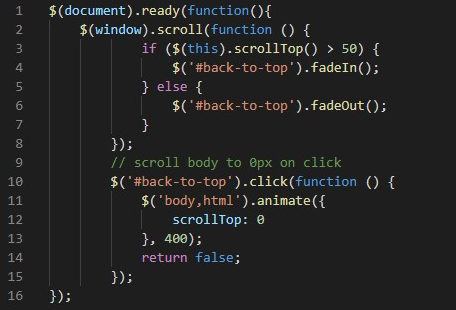 1 $(document).ready(function(){
2     $(window).scroll(function () {
3             if ($(this).scrollTop() > 50) {
4                 $('#back-to-top').fadeIn();
5             } else {
6                 $('#back-to-top').fadeOut();
7             }
8         });
9         // scroll body to 0px on click
10         $('#back-to-top').click(function () {
11             $('body,html').animate({
12                 scrollTop: 0
13             }, 400);
14             return false;
15         });
16 });